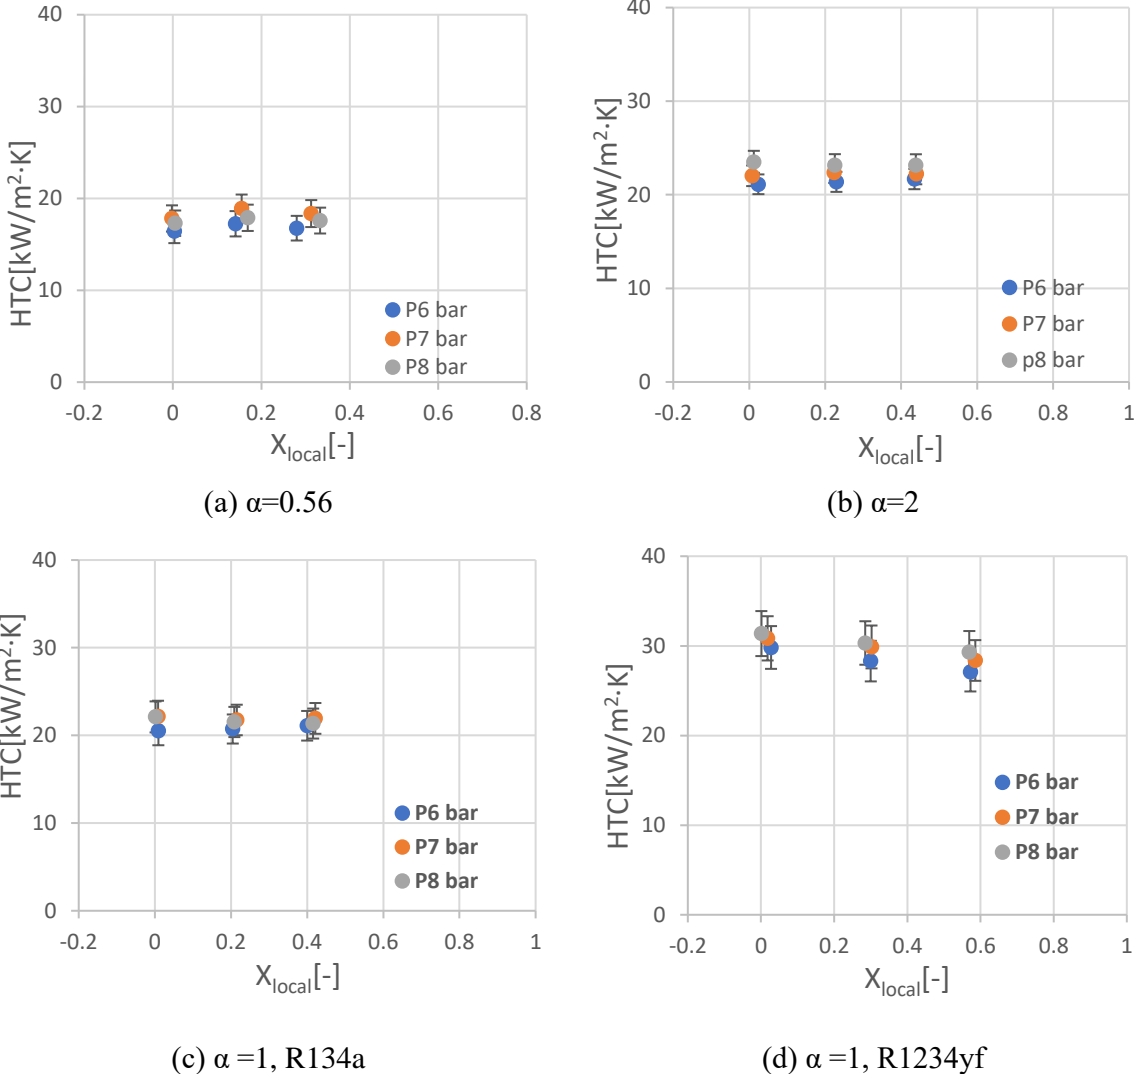 40
30
20
10
0
HTC[kW/m²·K]
P6 bar
P7 bar
P8 bar
-0.2 0 0.2 0.4 0.6 0.8
X_local[-]
(a) α=0.56
40
30
20
10
0
HTC[kW/m²·K]
P6 bar
P7 bar
p8 bar
-0.2 0 0.2 0.4 0.6 0.8 1
X_local[-]
(b) α=2
40
30
20
10
0
HTC[kW/m²·K]
P6 bar
P7 bar
P8 bar
-0.2 0 0.2 0.4 0.6 0.8 1
X_local[-]
(c) α =1, R134a
40
30
20
10
0
HTC[kW/m²·K]
P6 bar
P7 bar
P8 bar
-0.2 0 0.2 0.4 0.6 0.8 1
X_local[-]
(d) α =1, R1234yf